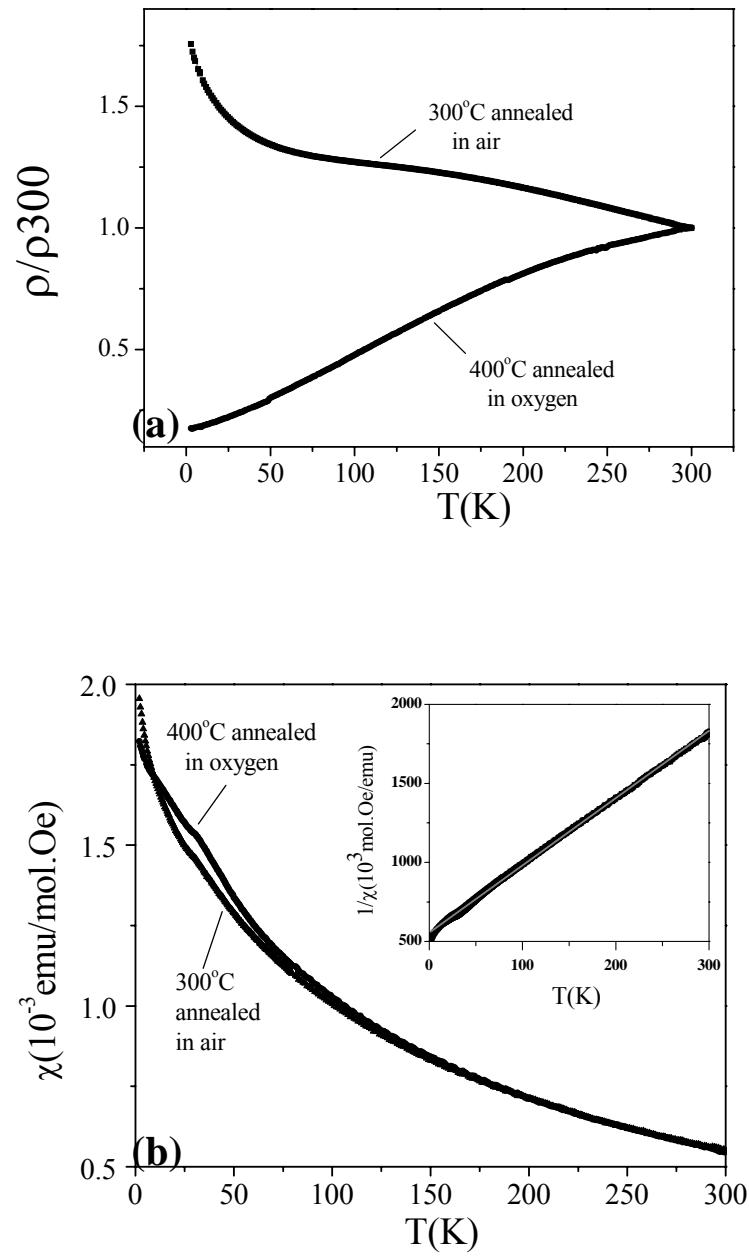 1.5
1.0
0.5
ρ/ρ300
300°C annealed
in air
400°C annealed
in oxygen
(a)
0 50 100 150 200 250 300
T(K)
2.0
1.5
1.0
0.5
χ(10⁻³ emu/mol.Oe)
400°C annealed
in oxygen
300°C
annealed
in air
2000
1500
1000
500
1/χ(10³mol.Oe/emu)
0 100 200 300
T(K)
(b)
0 50 100 150 200 250 300
T(K)